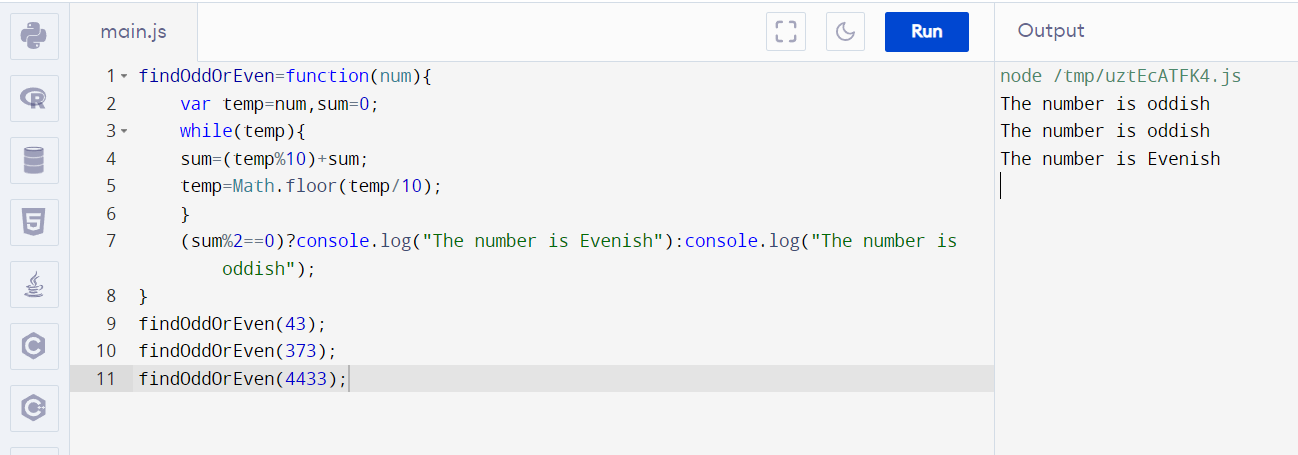 main.js
Run
Output
1 findOddOrEven=function(num){
2 var temp=num,sum=0;
3 while(temp){
4 sum=(temp%10)+sum;
5 temp=Math.floor(temp/10);
6 }
7 (sum%2==0)?console.log("The number is Evenish"):console.log("The number is
oddish");
8 }
9 findOddOrEven(43);
10 findOddOrEven(373);
11 findOddOrEven(4433);
node /tmp/uztEcATFK4.js
The number is oddish
The number is oddish
The number is Evenish